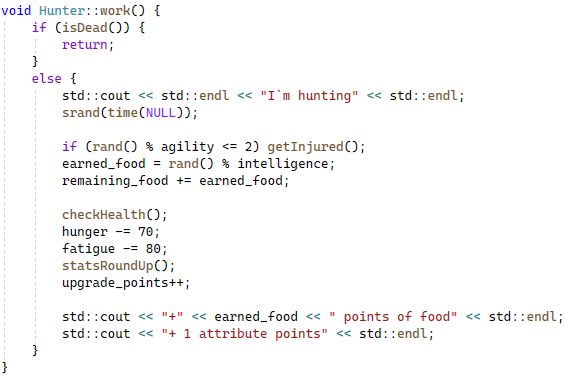 void Hunter::work() {
    if (isDead()) {
        return;
    }
    else {
        std::cout << std::endl << "I`m hunting" << std::endl;
        srand(time(NULL));

        if (rand() % agility <= 2) getInjured();
        earned_food = rand() % intelligence;
        remaining_food += earned_food;

        checkHealth();
        hunger -= 70;
        fatigue -= 80;
        statsRoundUp();
        upgrade_points++;

        std::cout << "+" << earned_food << " points of food" << std::endl;
        std::cout << "+ 1 attribute points" << std::endl;
    }
}